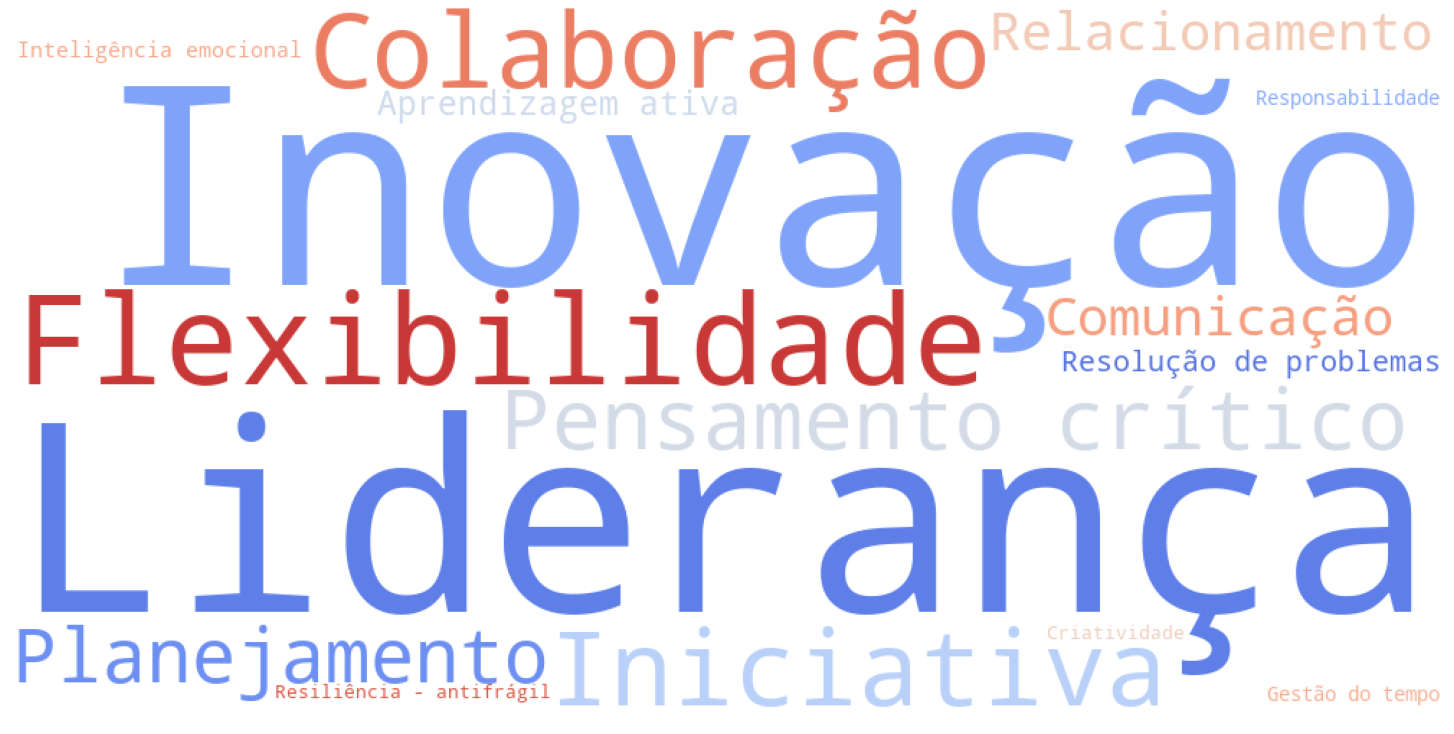 Inteligência emocional
Colaboração
Relacionamento
Aprendizagem ativa
Responsabilidade
Inovação
Flexibilidade
Comunicação
Resolução de problemas
Pensamento crítico
Liderança
Planejamento
Iniciativa
Criatividade
Resiliência - antifrágil
Gestão do tempo